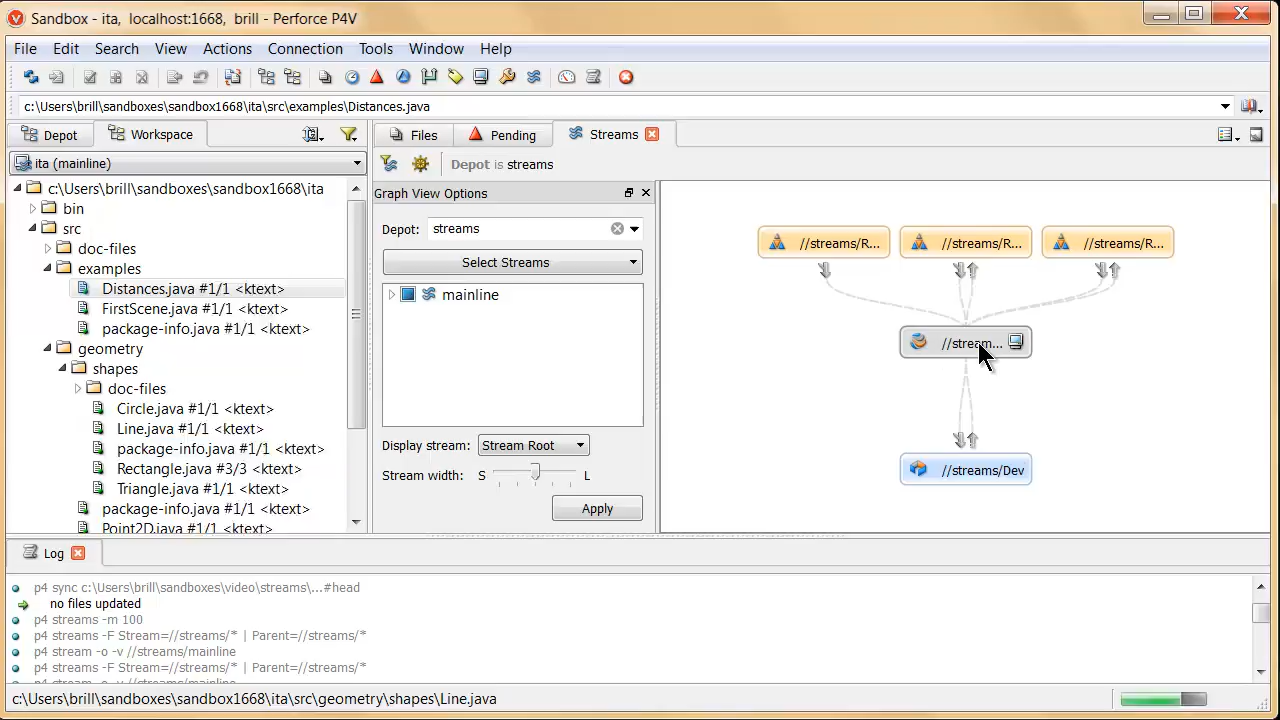 Sandbox - ita, localhost:1668, brill - Perforce P4V
File Edit Search View Actions Connection Tools Window Help
c:\Users\brill\sandboxes\sandbox1668\ita\src\examples\Distances.java
Depot Workspace
ita (mainline)
c:\Users\brill\sandboxes\sandbox1668\ita
bin
src
doc-files
examples
Distances.java #1/1 <ktext>
FirstScene.java #1/1 <ktext>
package-info.java #1/1 <ktext>
geometry
shapes
doc-files
Circle.java #1/1 <ktext>
Line.java #1/1 <ktext>
package-info.java #1/1 <ktext>
Rectangle.java #3/3 <ktext>
Triangle.java #1/1 <ktext>
package-info.java #1/1 <ktext>
Point2D.java #1/1 <ktext>
Files Pending Streams
Depot is streams
Graph View Options
Depot: streams
Select Streams
mainline
Display stream: Stream Root
Stream width: S L
Apply
//streams/R... //streams/R... //streams/R...
//stream...
//streams/Dev
Log
p4 sync c:\Users\brill\sandboxes\video\streams\...#head
no files updated
p4 streams -m 100
p4 streams -F Stream=//streams/* | Parent=//streams/*
p4 stream -o -v //streams/mainline
p4 streams -F Stream=//streams/* | Parent=//streams/*
p4 stream -o -v //streams/mainline
c:\Users\brill\sandboxes\sandbox1668\ita\src\geometry\shapes\Line.java